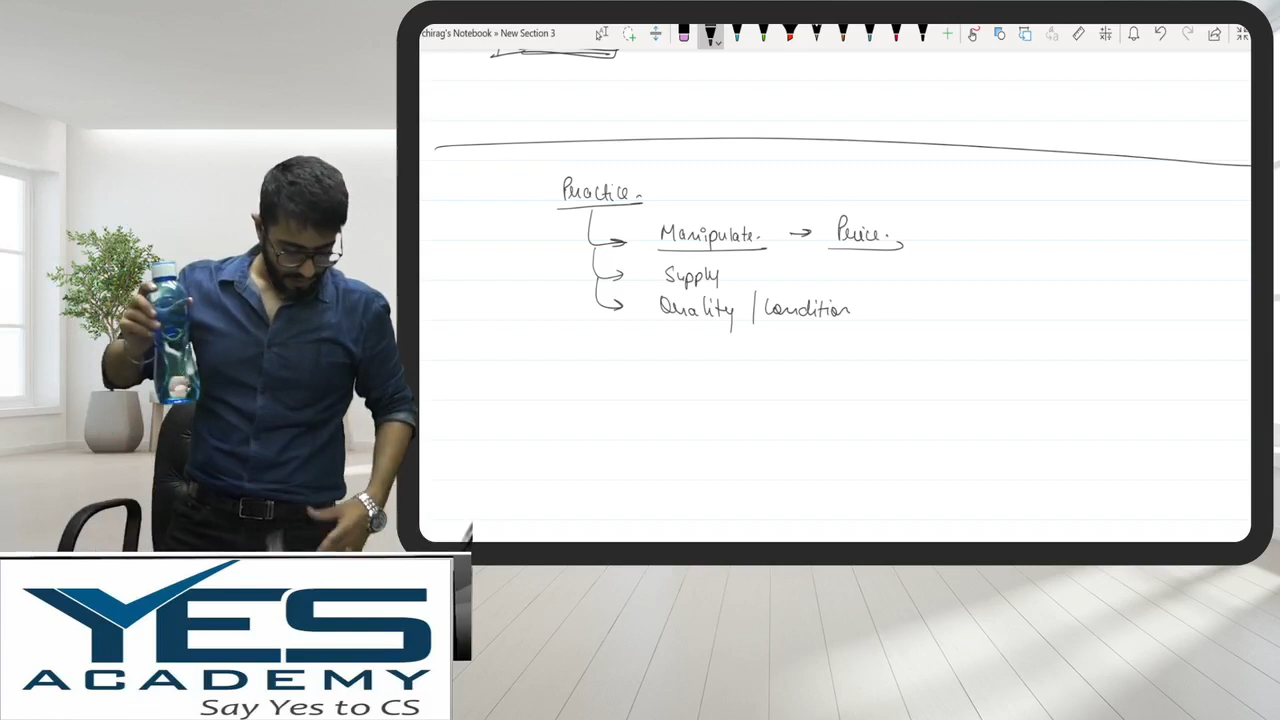 chirag's Notebook » New Section 3
Practice.
Manipulate. → Price.
Supply
Quality / Condition
YES
ACADEMY
Say Yes to CS